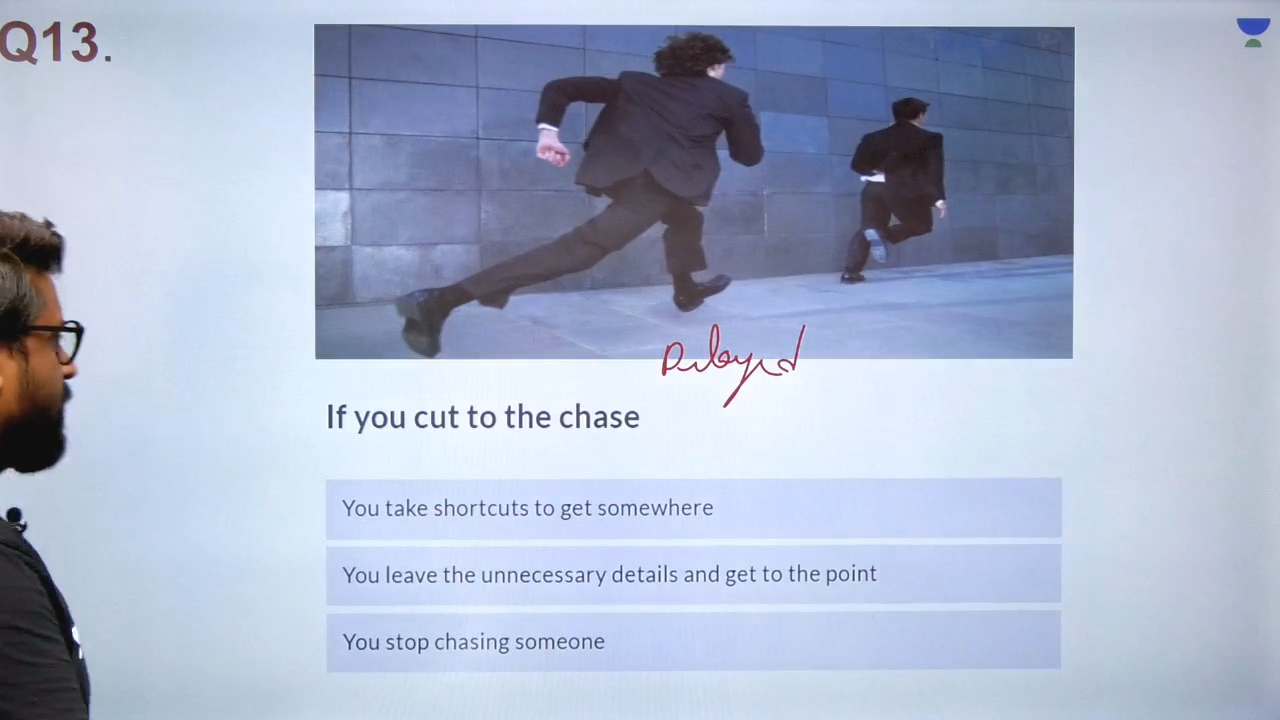 Q13.
Delayed
If you cut to the chase
You take shortcuts to get somewhere
You leave the unnecessary details and get to the point
You stop chasing someone